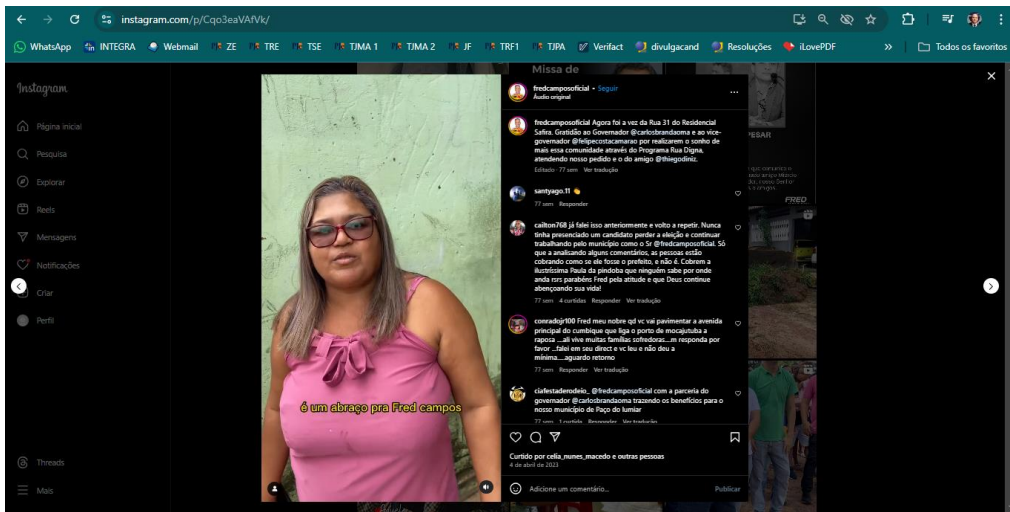 instagram.com/p/Cqo3eaVAfVk/
WhatsApp INTEGRA Webmail ZE TRE TSE TJMA 1 TJMA 2 JF TRF1 TJPA Verifact divulgacand Resoluções iLovePDF » Todos os favoritos
Instagram
Página inicial
Pesquisa
Explorar
Reels
Mensagens
Notificações
Criar
Perfil
Threads
Mais
Missa de
PESAR
FRED
é um abraço pra Fred campos
fredcamposoficial • Seguir
Áudio original
fredcamposoficial Agora foi a vez da Rua 31 do Residencial
Safira. Gratidão ao Governador @carlosbrandaoma e ao vice-
governador @felipecostacamarao por realizarem o sonho de
mais essa comunidade através do Programa Rua Digna,
atendendo nosso pedido e o do amigo @thiegodiniz.
Editado · 77 sem Ver tradução
santyago.11
77 sem Responder
cailton768 já falei isso anteriormente e volto a repetir. Nunca
tinha presenciado um candidato perder a eleição e continuar
trabalhando pelo município como o Sr @fredcamposoficial. Só
que a analisando alguns comentários, as pessoas estão
cobrando como se ele fosse o prefeito, e não é. Cobrem a
ilustríssima Paula da pindoba que ninguém sabe por onde
anda rsrs parabéns Fred pela atitude e que Deus continue
abençoando sua vida!
77 sem 4 curtidas Responder Ver tradução
conradojr100 Fred meu nobre qd vc vai pavimentar a avenida
principal do cumbique que liga o porto de mocajutuba a
raposa ...ali vive muitas famílias sofredoras....m responda por
favor ...falei em seu direct e vc leu e não deu a
mínima.....aguardo retorno
77 sem Responder Ver tradução
ciafestaderodeio_ @fredcamposoficial com a parceria do
governador @carlosbrandaoma trazendo os benefícios para o
nosso município de Paço do lumiar
77 sem 1 curtida Responder Ver tradução
Curtido por celia_nunes_macedo e outras pessoas
4 de abril de 2023
Adicione um comentário...
Publicar